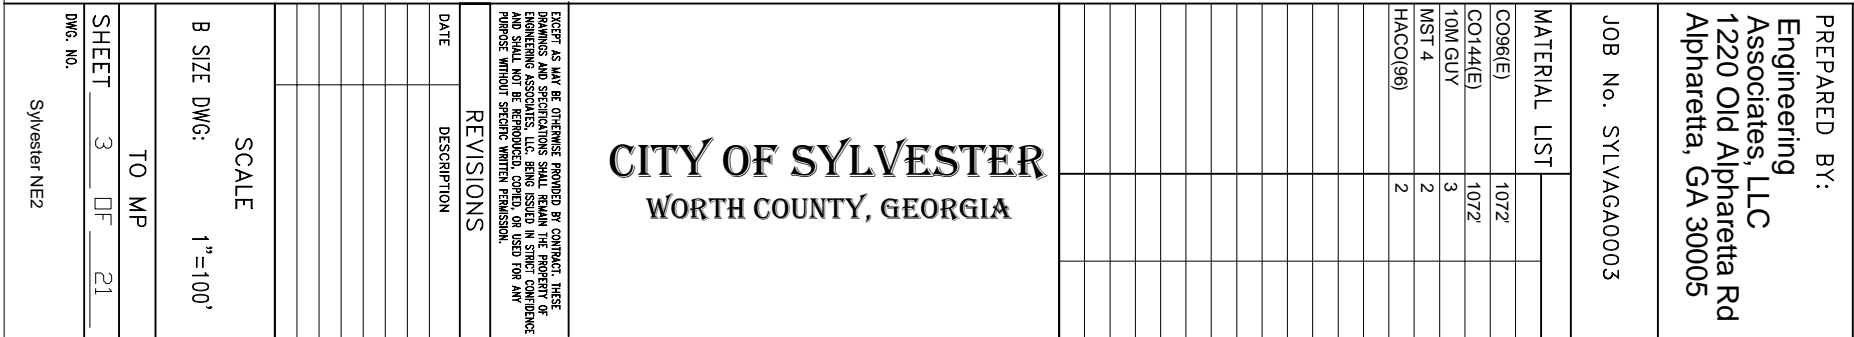 PREPARED BY:
Engineering
Associates, LLC
1220 Old Alpharetta Rd
Alpharetta, GA 30005
JOB No. SYLVAGA0003
MATERIAL LIST
CO96(E) 1072'
CO144(E) 1072'
10M GUY 3
MST 4 2
HACO(96) 2
CITY OF SYLVESTER
WORTH COUNTY, GEORGIA
EXCEPT AS MAY BE OTHERWISE PROVIDED BY CONTRACT. THESE
DRAWINGS AND SPECIFICATIONS SHALL REMAIN THE PROPERTY OF
ENGINEERING ASSOCIATES, LLC. BEING ISSUED IN STRICT CONFIDENCE
AND SHALL NOT BE REPRODUCED, COPIED, OR USED FOR ANY
PURPOSE WITHOUT SPECIFIC WRITTEN PERMISSION.
REVISIONS
DATE DESCRIPTION
SCALE
B SIZE DWG: 1"=100'
TO MP
SHEET 3 OF 21
DWG. NO.
Sylvester NE2